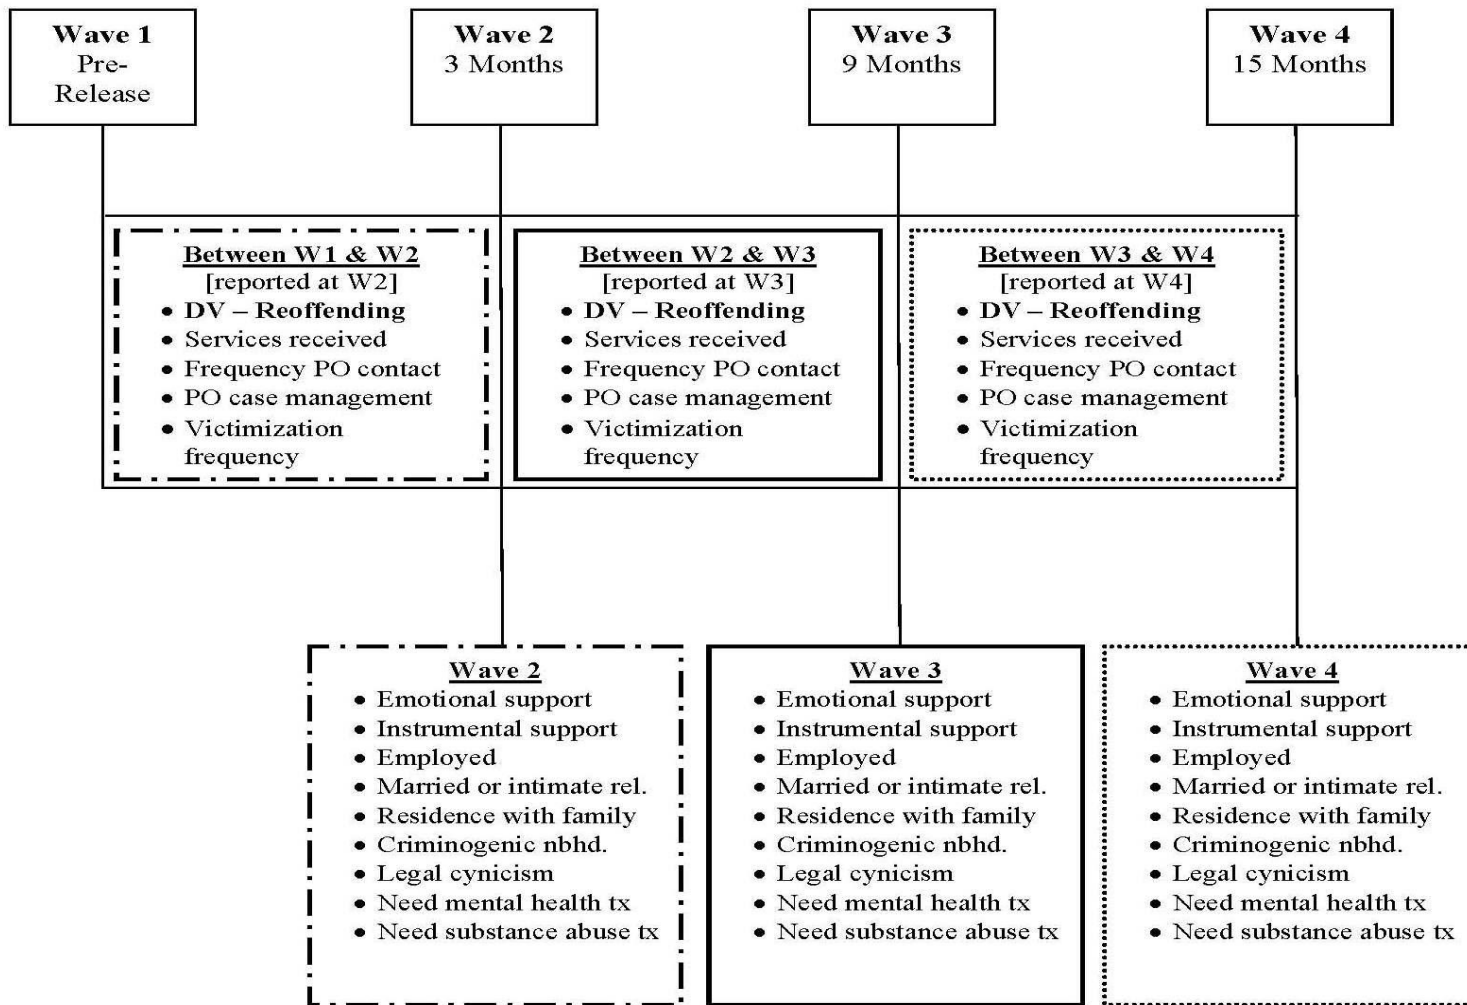 Wave 1
Pre-
Release
Wave 2
3 Months
Wave 3
9 Months
Wave 4
15 Months
Between W1 & W2
[reported at W2]
• DV – Reoffending
• Services received
• Frequency PO contact
• PO case management
• Victimization
frequency
Between W2 & W3
[reported at W3]
• DV – Reoffending
• Services received
• Frequency PO contact
• PO case management
• Victimization
frequency
Between W3 & W4
[reported at W4]
• DV – Reoffending
• Services received
• Frequency PO contact
• PO case management
• Victimization
frequency
Wave 2
• Emotional support
• Instrumental support
• Employed
• Married or intimate rel.
• Residence with family
• Criminogenic nbhd.
• Legal cynicism
• Need mental health tx
• Need substance abuse tx
Wave 3
• Emotional support
• Instrumental support
• Employed
• Married or intimate rel.
• Residence with family
• Criminogenic nbhd.
• Legal cynicism
• Need mental health tx
• Need substance abuse tx
Wave 4
• Emotional support
• Instrumental support
• Employed
• Married or intimate rel.
• Residence with family
• Criminogenic nbhd.
• Legal cynicism
• Need mental health tx
• Need substance abuse tx